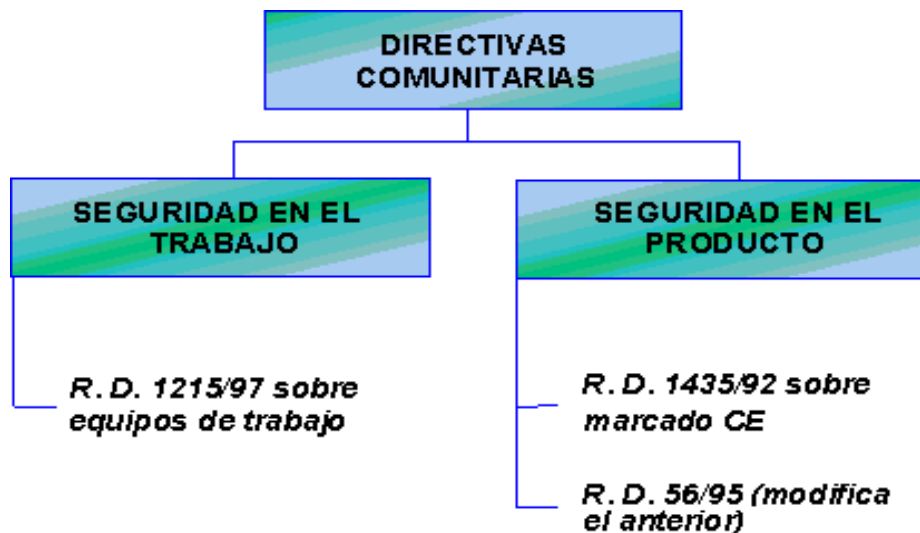 DIRECTIVAS
COMUNITARIAS
SEGURIDAD EN EL
TRABAJO
SEGURIDAD EN EL
PRODUCTO
R. D. 1215/97 sobre
equipos de trabajo
R. D. 1435/92 sobre
marcado CE
R. D. 56/95 (modifica
el anterior)